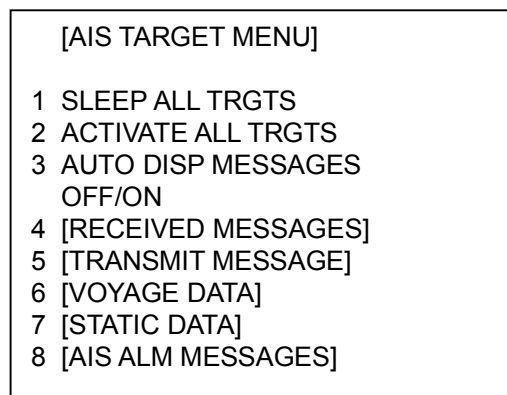 [AIS TARGET MENU]
1 SLEEP ALL TRGTS
2 ACTIVATE ALL TRGTS
3 AUTO DISP MESSAGES
OFF/ON
4 [RECEIVED MESSAGES]
5 [TRANSMIT MESSAGE]
6 [VOYAGE DATA]
7 [STATIC DATA]
8 [AIS ALM MESSAGES]